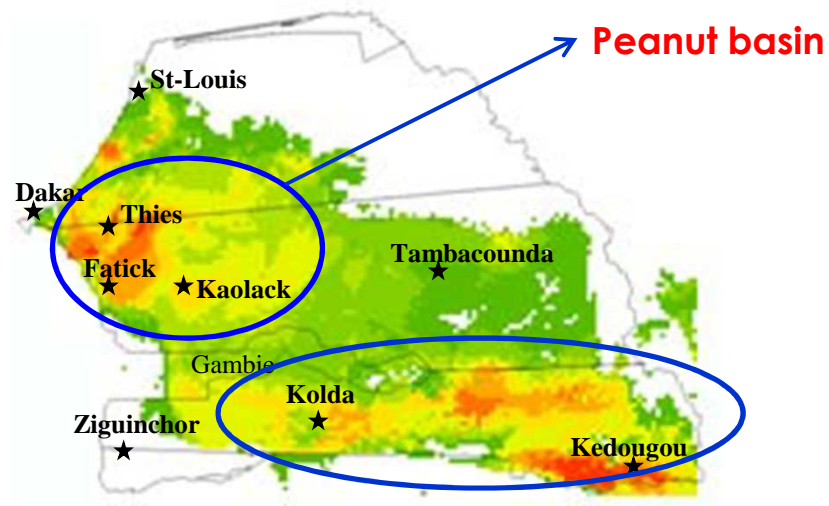 Peanut basin
St-Louis
Dakar
Thies
Tambacounda
Fatick
Kaolack
Gambie
Kolda
Ziguinchor
Kedougou